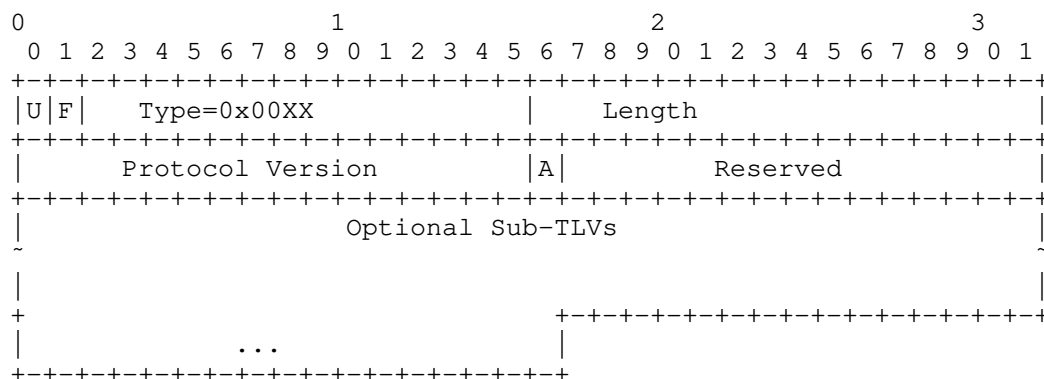 0                   1                   2                   3
 0 1 2 3 4 5 6 7 8 9 0 1 2 3 4 5 6 7 8 9 0 1 2 3 4 5 6 7 8 9 0 1
+-+-+-+-+-+-+-+-+-+-+-+-+-+-+-+-+-+-+-+-+-+-+-+-+-+-+-+-+-+-+-+-+
|U|F|   Type=0x00XX             |    Length                     |
+-+-+-+-+-+-+-+-+-+-+-+-+-+-+-+-+-+-+-+-+-+-+-+-+-+-+-+-+-+-+-+-+
|      Protocol Version         |A|         Reserved            |
+-+-+-+-+-+-+-+-+-+-+-+-+-+-+-+-+-+-+-+-+-+-+-+-+-+-+-+-+-+-+-+-+
|                    Optional Sub-TLVs                          |
~                                                               ~
|                                                               |
+                                 +-+-+-+-+-+-+-+-+-+-+-+-+-+-+-+
|             ...                 |
+-+-+-+-+-+-+-+-+-+-+-+-+-+-+-+-+-+